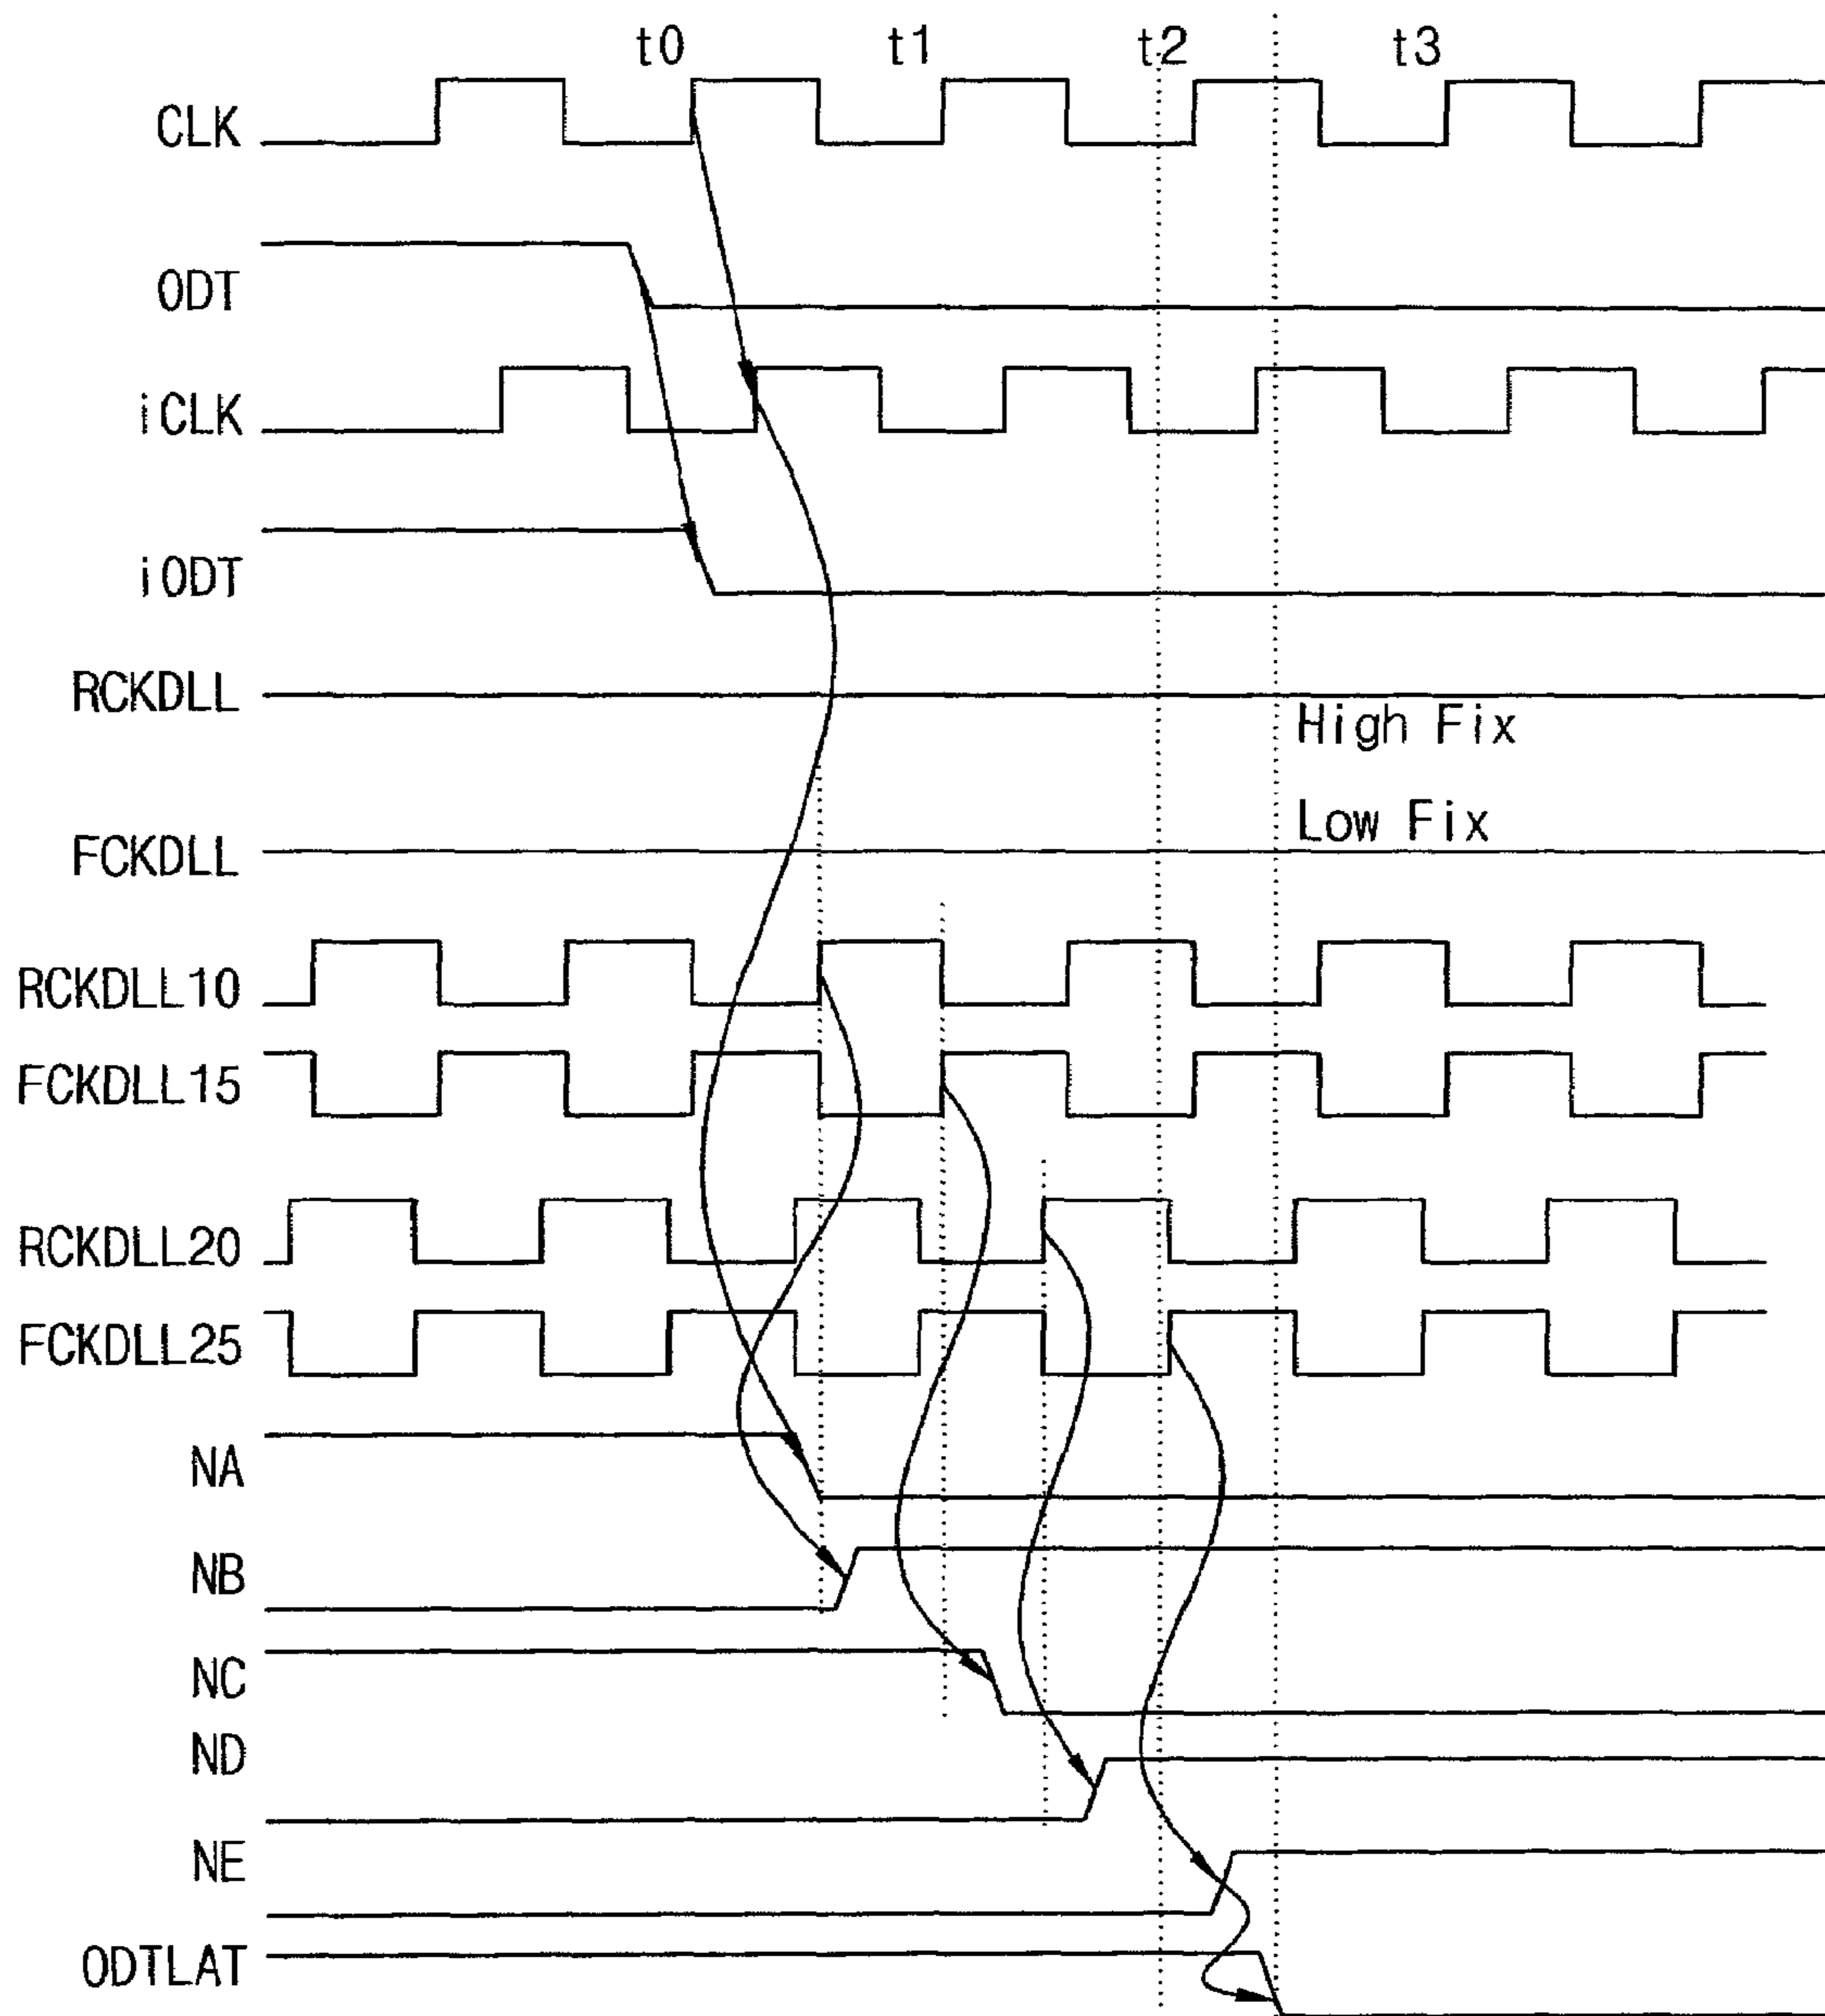 t0 t1 t2 t3
CLK
ODT
iCLK
iODT
RCKDLL
High Fix
Low Fix
FCKDLL
RCKDLL10
FCKDLL15
RCKDLL20
FCKDLL25
NA
NB
NC
ND
NE
ODTLAT